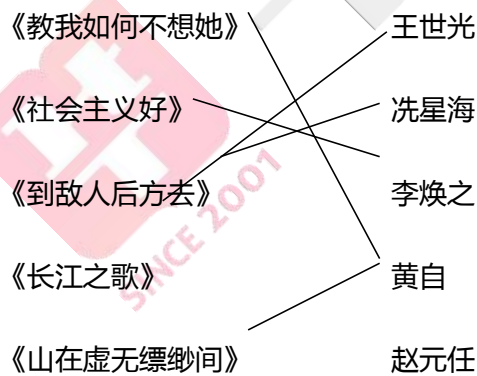 《教我如何不想她》 王世光
《社会主义好》 冼星海
《到敌人后方去》 李焕之
《长江之歌》 黄自
《山在虚无缥缈间》 赵元任
SINCE 2001